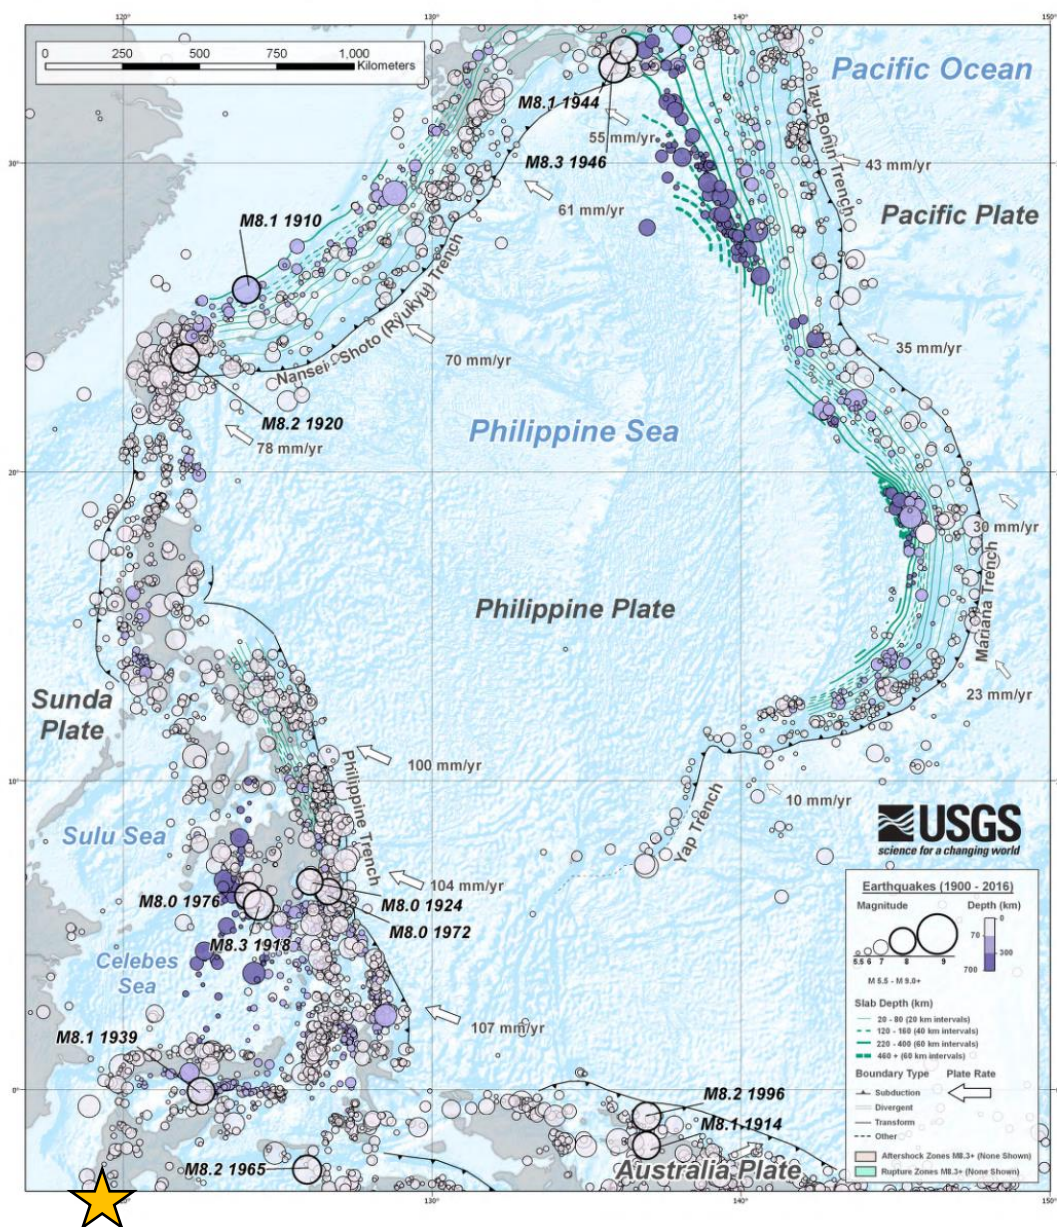 120° 130° 140° 150°
0 250 500 750 1,000
Kilometers
Pacific Ocean
M8.1 1944
55 mm/yr
Izu-Bonin Trench
43 mm/yr
30°
M8.3 1946
61 mm/yr
Pacific Plate
M8.1 1910
Nansei - Shoto (Ryukyu) Trench
70 mm/yr
35 mm/yr
M8.2 1920
78 mm/yr
Philippine Sea
20°
30 mm/yr
Philippine Plate
Mariana Trench
23 mm/yr
Sunda
Plate
100 mm/yr
10°
Philippine Trench
Yap Trench
10 mm/yr
USGS
science for a changing world
Sulu Sea
104 mm/yr
M8.0 1976
M8.0 1924
M8.0 1972
M8.3 1918
Celebes
Sea
107 mm/yr
M8.1 1939
0°
M8.2 1996
M8.1 1914
M8.2 1965
Australia Plate
Earthquakes (1900 - 2016)
Magnitude
Depth (km)
0
70
300
700
5.5 6 7 8 9
M 5.5 - M 9.0+
Slab Depth (km)
20 - 80 (20 km intervals)
120 - 160 (40 km intervals)
220 - 400 (60 km intervals)
460 + (60 km intervals)
Boundary Type Plate Rate
Subduction
Divergent
Transform
Other
Aftershock Zones M8.3+ (None Shown)
Rupture Zones M8.3+ (None Shown)
130° 140° 150°